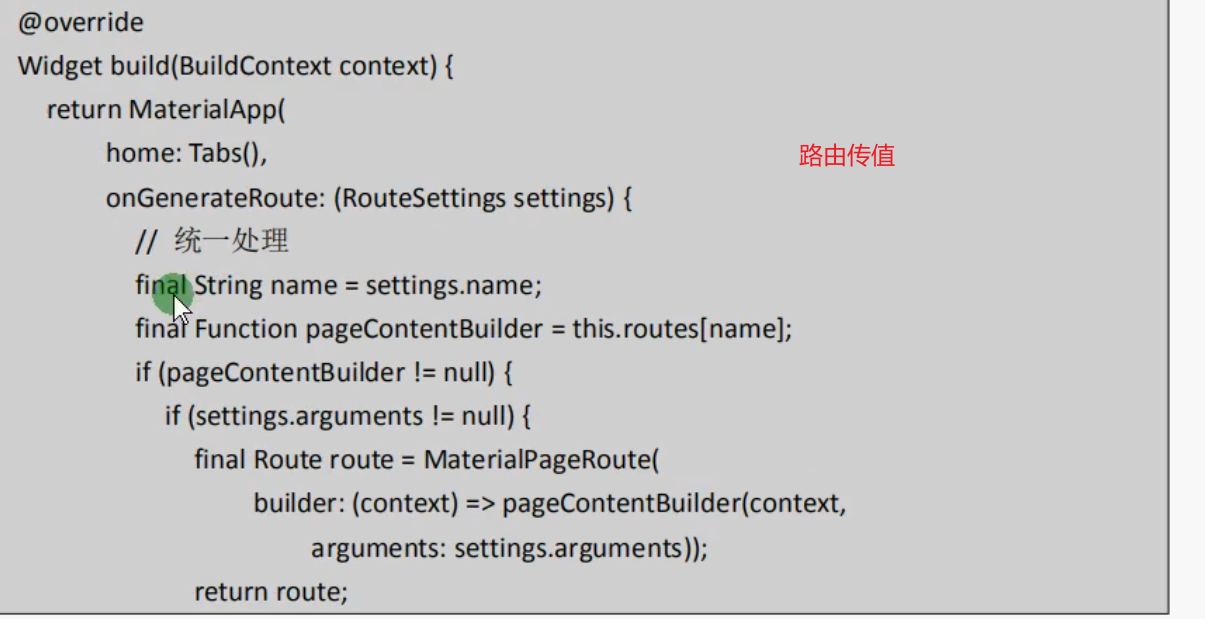 @override
Widget build(BuildContext context) {
return MaterialApp(
home: Tabs(),
路由传值
onGenerateRoute: (RouteSettings settings) {
// 统一处理
final String name = settings.name;
final Function pageContentBuilder = this.routes[name];
if (pageContentBuilder != null) {
if (settings.arguments != null) {
final Route route = MaterialPageRoute(
builder: (context) => pageContentBuilder(context,
arguments: settings.arguments));
return route;